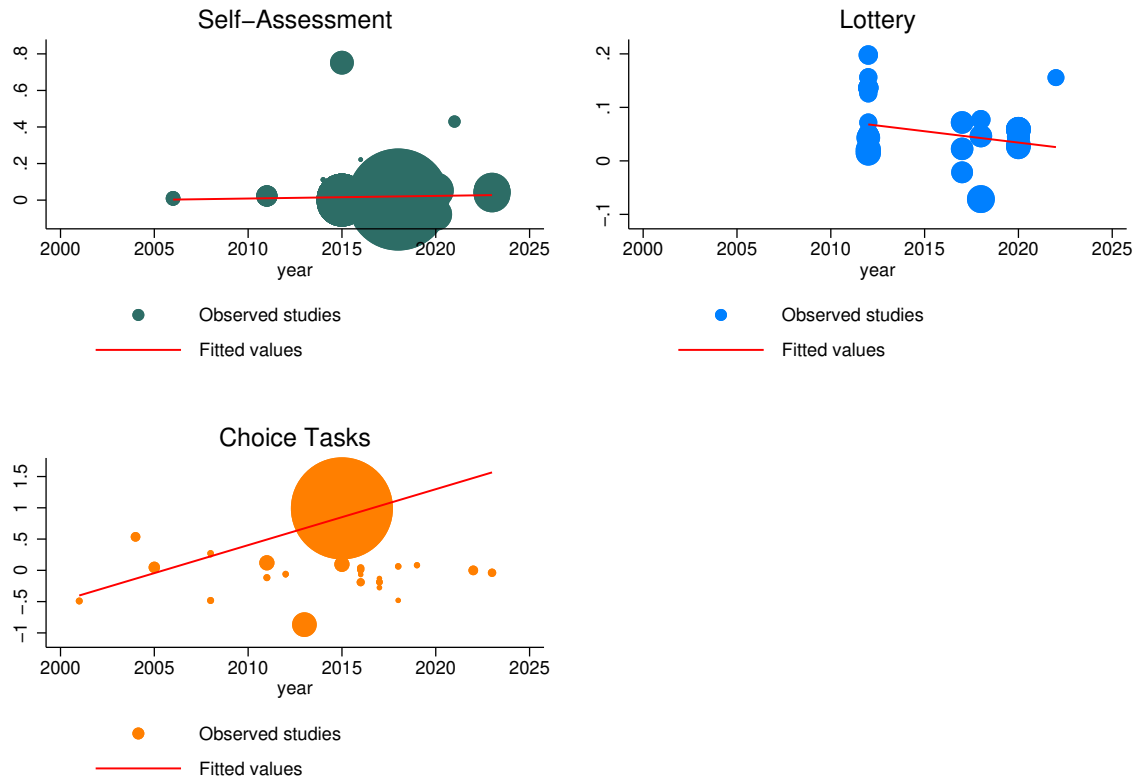 Self−Assessment
.8
.6
.4
.2
0
2000 2005 2010 2015 2020 2025
year
Observed studies
Fitted values
Lottery
.2
.1
0
−.1
2000 2005 2010 2015 2020 2025
year
Observed studies
Fitted values
Choice Tasks
1.5
1
.5
0
−.5
−1
2000 2005 2010 2015 2020 2025
year
Observed studies
Fitted values